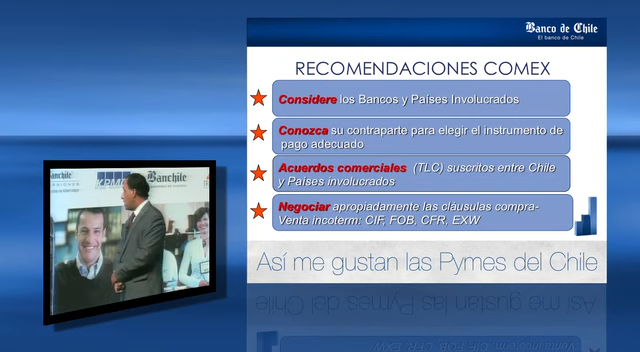 Banco de Chile
El banco de Chile
RECOMENDACIONES COMEX
Considere los Bancos y Países Involucrados
Conozca su contraparte para elegir el instrumento de
pago adecuado
Acuerdos comerciales (TLC) suscritos entre Chile
y Países involucrados
Negociar apropiadamente las cláusulas compra-
Venta incoterm: CIF, FOB, CFR, EXW
Así me gustan las Pymes del Chile
KPMG
Banchile